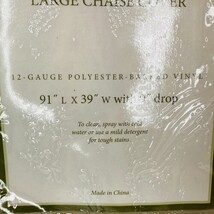 LARGE CHAISE COVER
12-GAUGE POLYESTER-BACKED VINYL
91" L x 39" W with drop
To clean, spray with cold
water or use a mild detergent
for tough stains.
Made in China